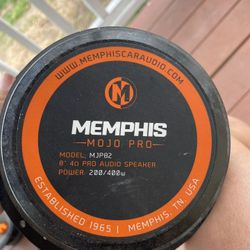 WWW.MEMPHISCARAUDIO.COM
M
MEMPHIS
MOJO PRO
MODEL: MJP82
8" 4Ω PRO AUDIO SPEAKER
POWER: 200/400W
ESTABLISHED 1965 | MEMPHIS, TN. USA